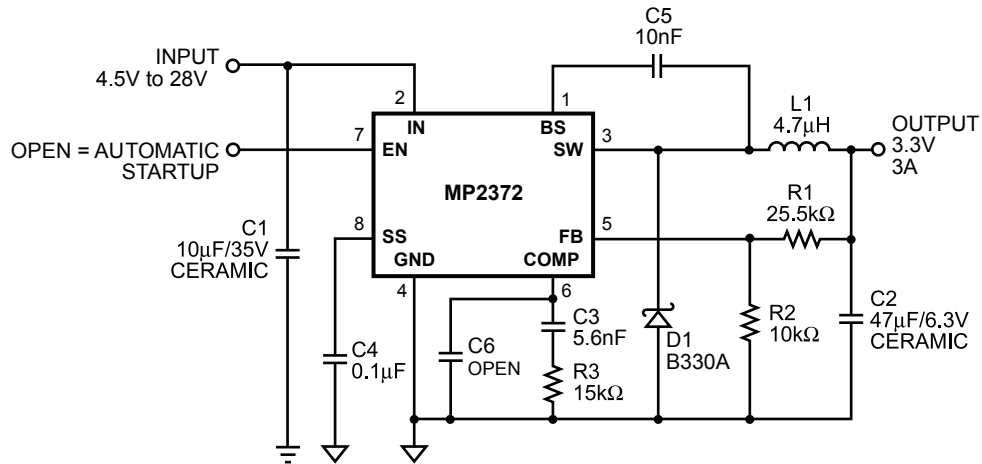 C5
10nF
INPUT
4.5V to 28V
2
1
L1
4.7µH
IN
BS
OUTPUT
3.3V
3A
7
EN
SW
3
OPEN = AUTOMATIC
STARTUP
MP2372
R1
25.5kΩ
8
SS
FB
5
C1
10µF/35V
CERAMIC
GND
COMP
4
6
C3
5.6nF
C6
OPEN
R3
15kΩ
C4
0.1µF
D1
B330A
R2
10kΩ
C2
47µF/6.3V
CERAMIC